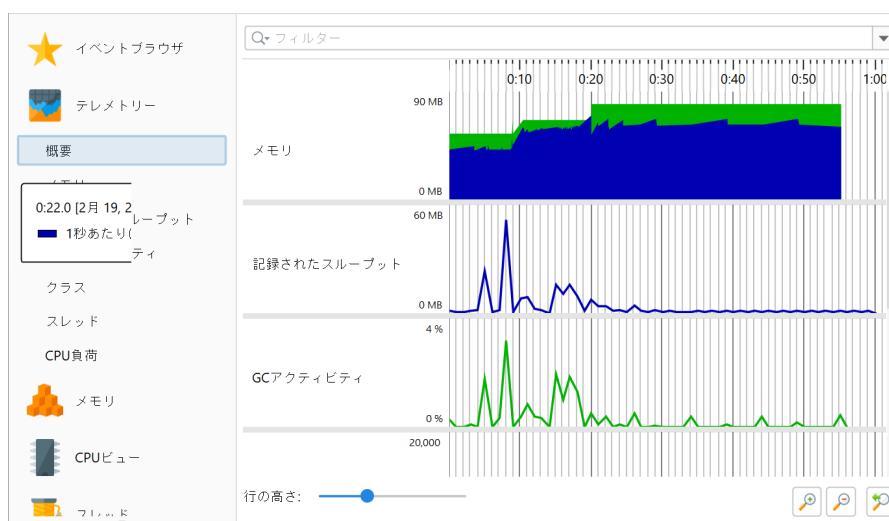 イベントブラウザ
テレメトリー
概要
0:22.0 [2月 19, 2
1秒あたり(
ループット
ティ
クラス
スレッド
CPU負荷
メモリ
CPUビュー
フィルター
0:10 0:20 0:30 0:40 0:50 1:00
90 MB
メモリ
0 MB
60 MB
記録されたスループット
0 MB
4 %
GCアクティビティ
0 %
20,000
行の高さ: